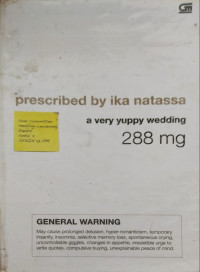 prescribed by ika natassa
a very yuppy wedding
288 mg
GENERAL WARNING
May cause prolonged delusion, hyper-romanticism, temporary
insanity, insomnia, selective memory loss, spontaneous crying,
uncontrollable giggles, changes in appetite, irresistible urge to
write quotes, compulsive buying, unexplainable peace of mind.